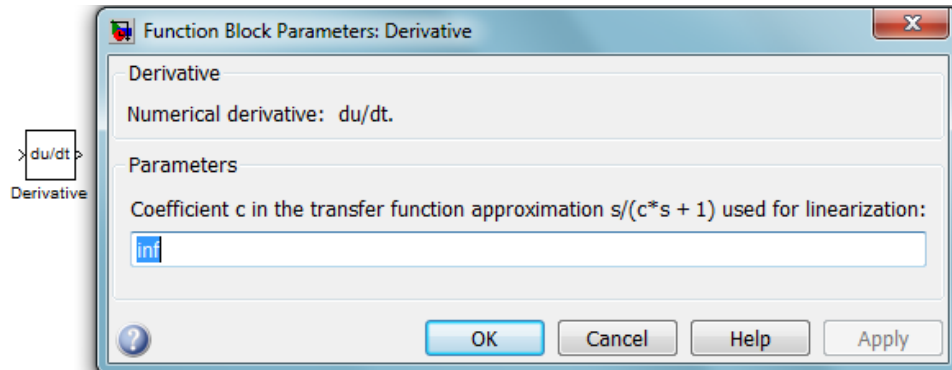 Function Block Parameters: Derivative
Derivative
Numerical derivative: du/dt.
du/dt
Derivative
Parameters
Coefficient c in the transfer function approximation s/(c*s + 1) used for linearization:
inf
? OK Cancel Help Apply